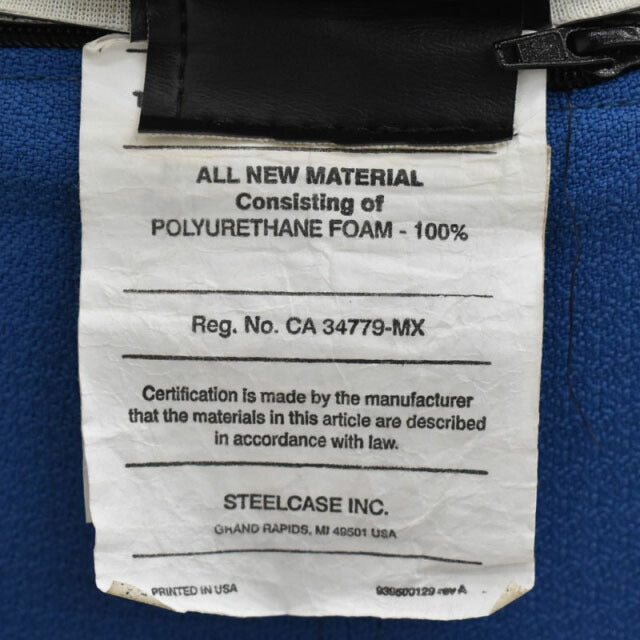 ALL NEW MATERIAL
Consisting of
POLYURETHANE FOAM - 100%
Reg. No. CA 34779-MX
Certification is made by the manufacturer
that the materials in this article are described
in accordance with law.
STEELCASE INC.
GRAND RAPIDS, MI 49501 USA
PRINTED IN USA
939500129 rev A